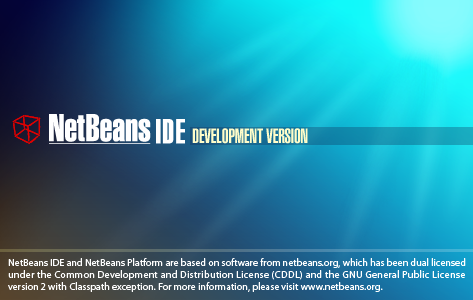 NetBeans IDE DEVELOPMENT VERSION
NetBeans IDE and NetBeans Platform are based on software from netbeans.org, which has been dual licensed
under the Common Development and Distribution License (CDDL) and the GNU General Public License
version 2 with Classpath exception. For more information, please visit www.netbeans.org.